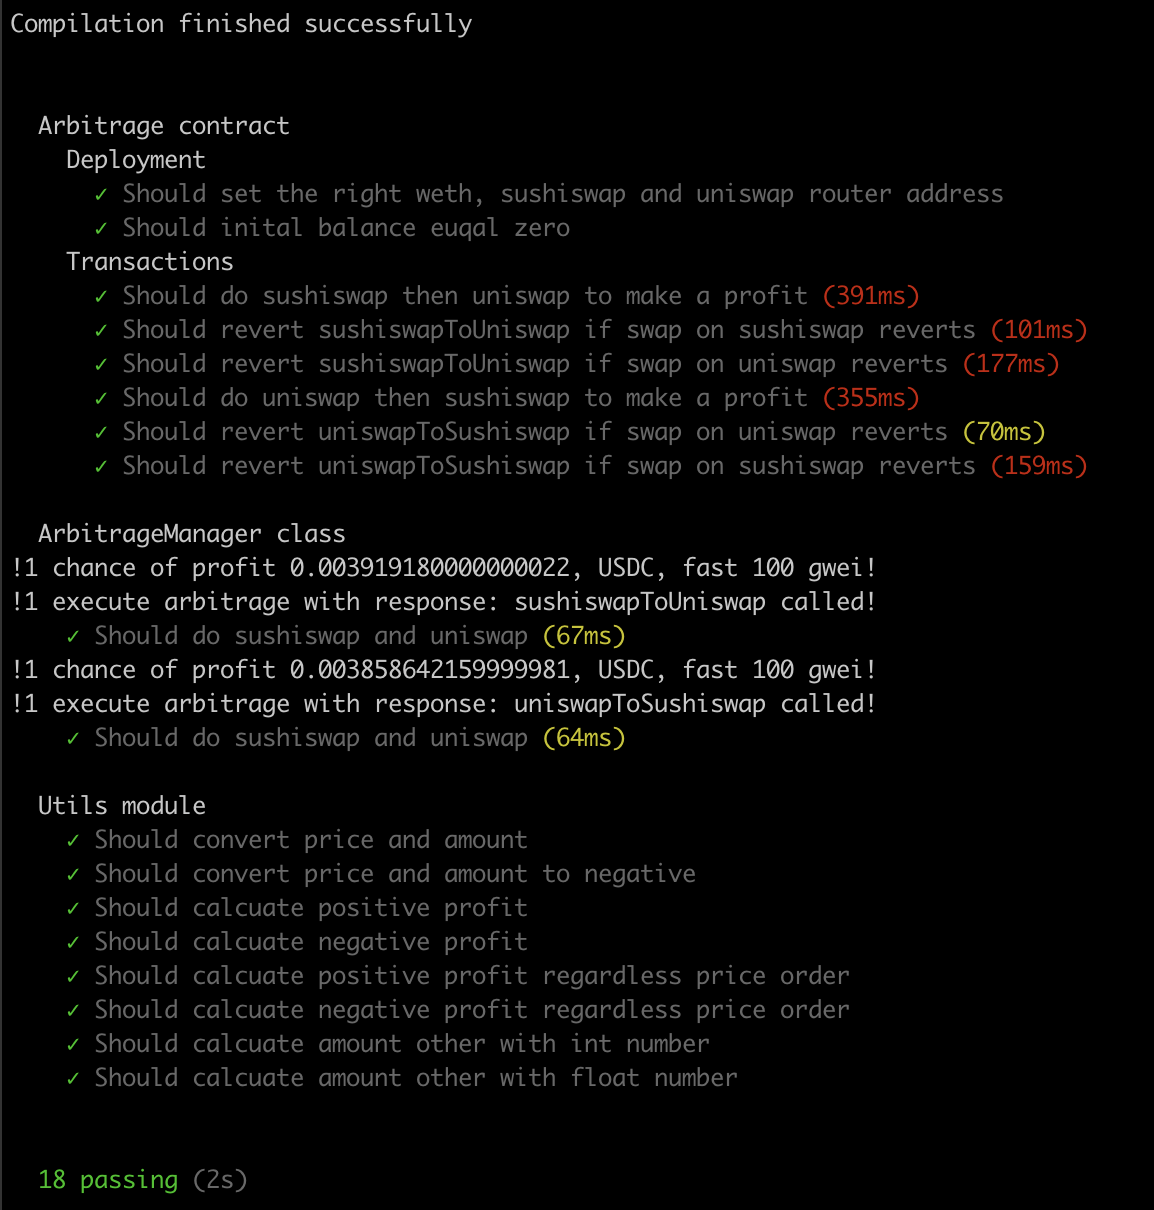 Compilation finished successfully
Arbitrage contract
Deployment
✓ Should set the right weth, sushiswap and uniswap router address
✓ Should inital balance euqal zero
Transactions
✓ Should do sushiswap then uniswap to make a profit (391ms)
✓ Should revert sushiswapToUniswap if swap on sushiswap reverts (101ms)
✓ Should revert sushiswapToUniswap if swap on uniswap reverts (177ms)
✓ Should do uniswap then sushiswap to make a profit (355ms)
✓ Should revert uniswapToSushiswap if swap on uniswap reverts (70ms)
✓ Should revert uniswapToSushiswap if swap on sushiswap reverts (159ms)
ArbitrageManager class
!1 chance of profit 0.003919180000000022, USDC, fast 100 gwei!
!1 execute arbitrage with response: sushiswapToUniswap called!
✓ Should do sushiswap and uniswap (67ms)
!1 chance of profit 0.003858642159999981, USDC, fast 100 gwei!
!1 execute arbitrage with response: uniswapToSushiswap called!
✓ Should do sushiswap and uniswap (64ms)
Utils module
✓ Should convert price and amount
✓ Should convert price and amount to negative
✓ Should calcuate positive profit
✓ Should calcuate negative profit
✓ Should calcuate positive profit regardless price order
✓ Should calcuate negative profit regardless price order
✓ Should calcuate amount other with int number
✓ Should calcuate amount other with float number
18 passing (2s)